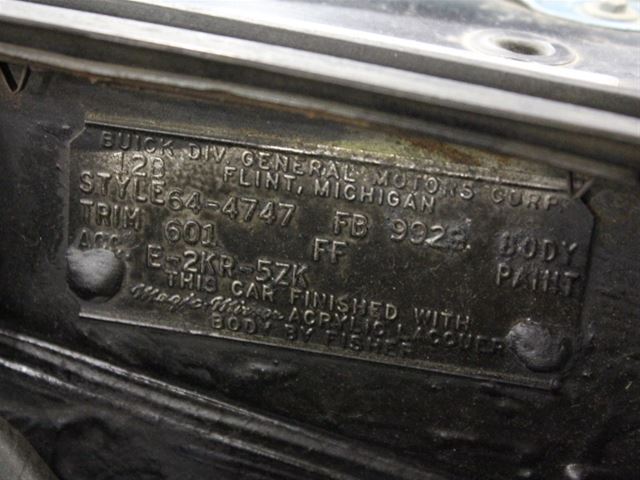 BUICK DIV. GENERAL MOTORS CORP.
FLINT, MICHIGAN
12B
STYLE 64-4747 FB 9928 BODY
TRIM 601 FF PAINT
ACC. E-2KR-5ZK
THIS CAR FINISHED WITH
Magic-Mirror ACRYLIC LACQUER
BODY BY FISHER